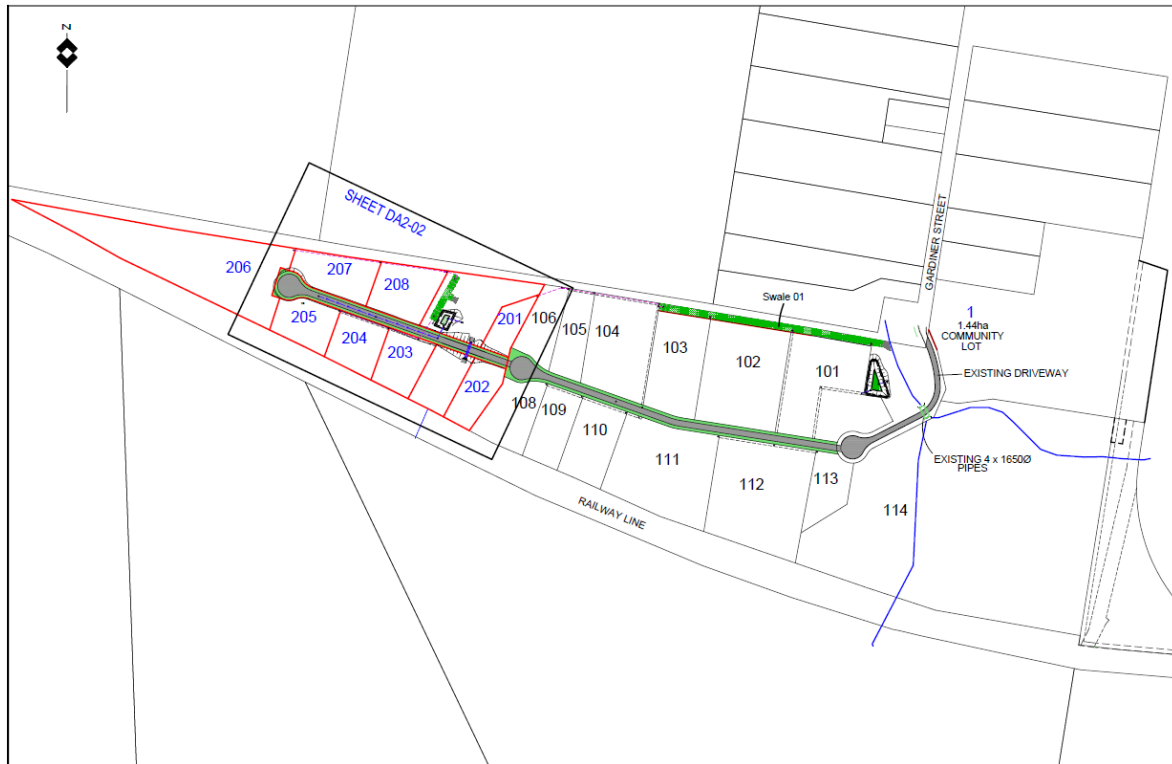 Z
SHEET DA2-02
206
207
208
205
204
203
201
202
106
105
104
103
102
101
108
109
110
111
112
113
114
Swale 01
GARDINER STREET
1
1.44ha
COMMUNITY
LOT
EXISTING DRIVEWAY
EXISTING 4 x 1650Ø
PIPES
RAILWAY LINE